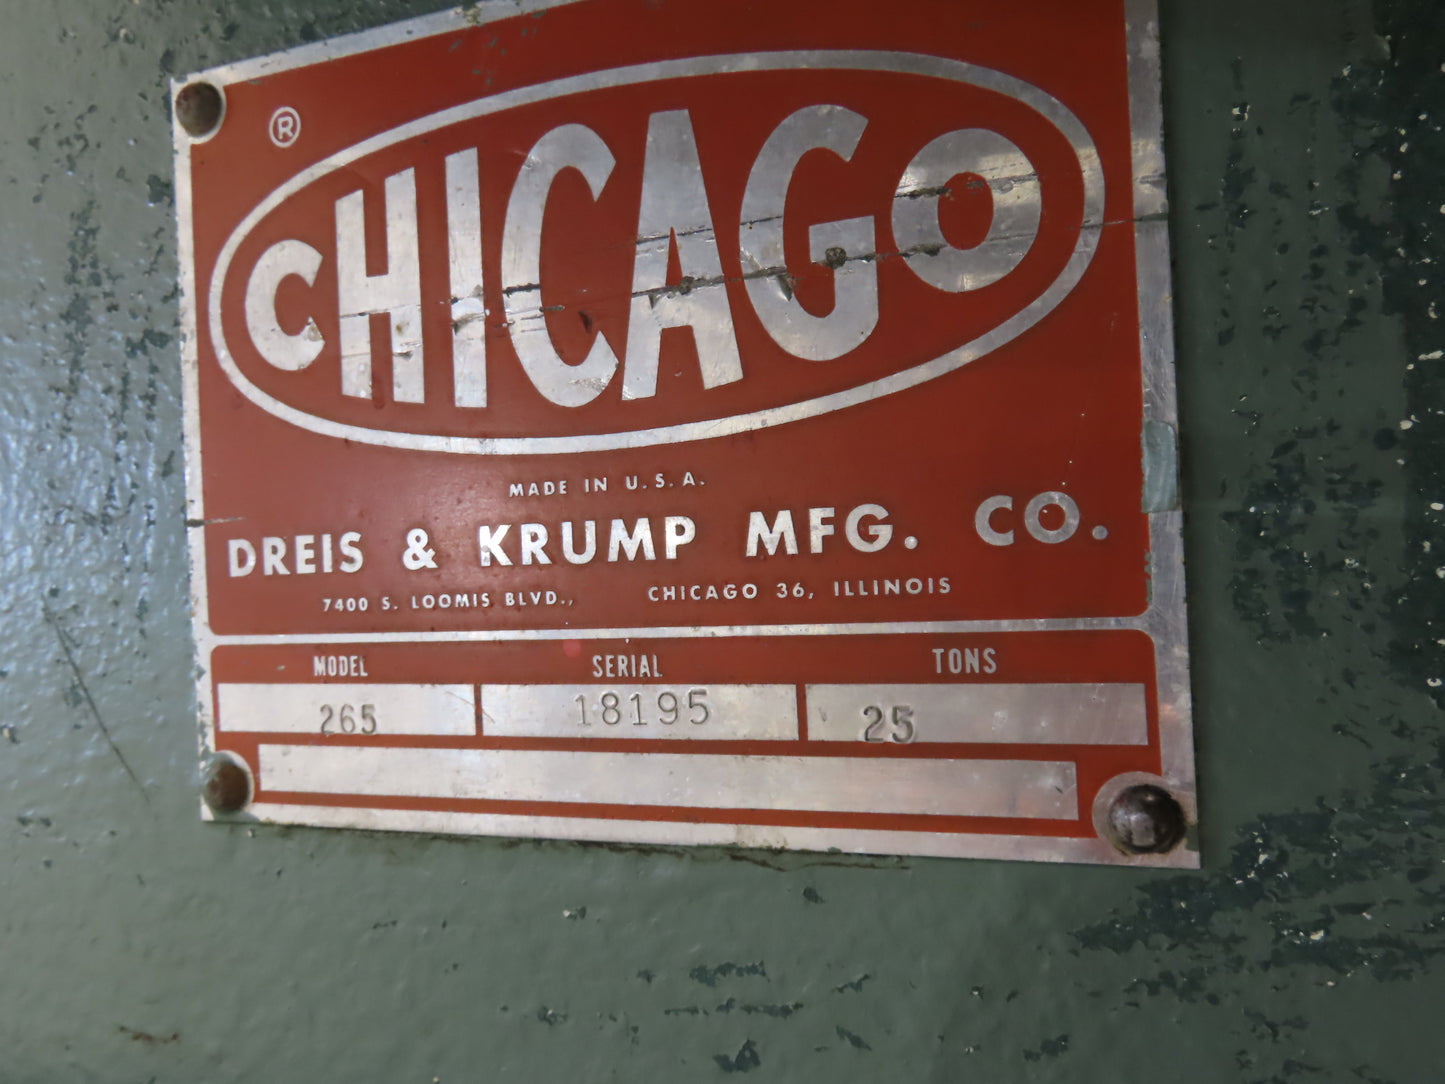 ®
CHICAGO
MADE IN U.S.A.
DREIS & KRUMP MFG. CO.
7400 S. LOOMIS BLVD., CHICAGO 36, ILLINOIS
MODEL SERIAL TONS
265 18195 25